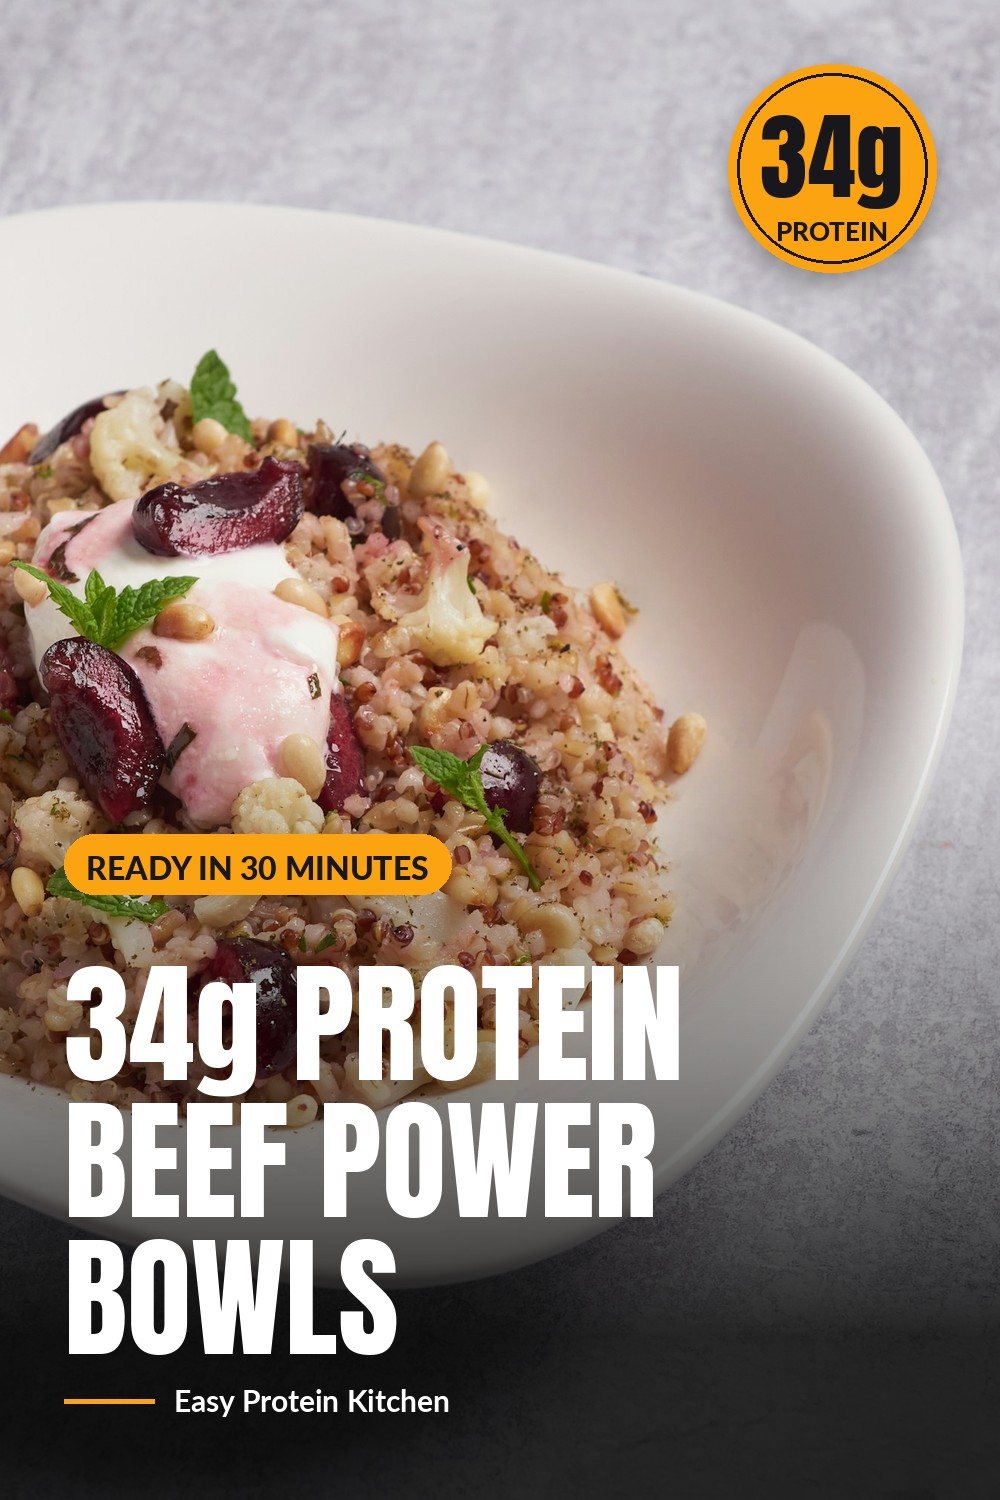 34g
PROTEIN
READY IN 30 MINUTES
34g PROTEIN
BEEF POWER
BOWLS
Easy Protein Kitchen